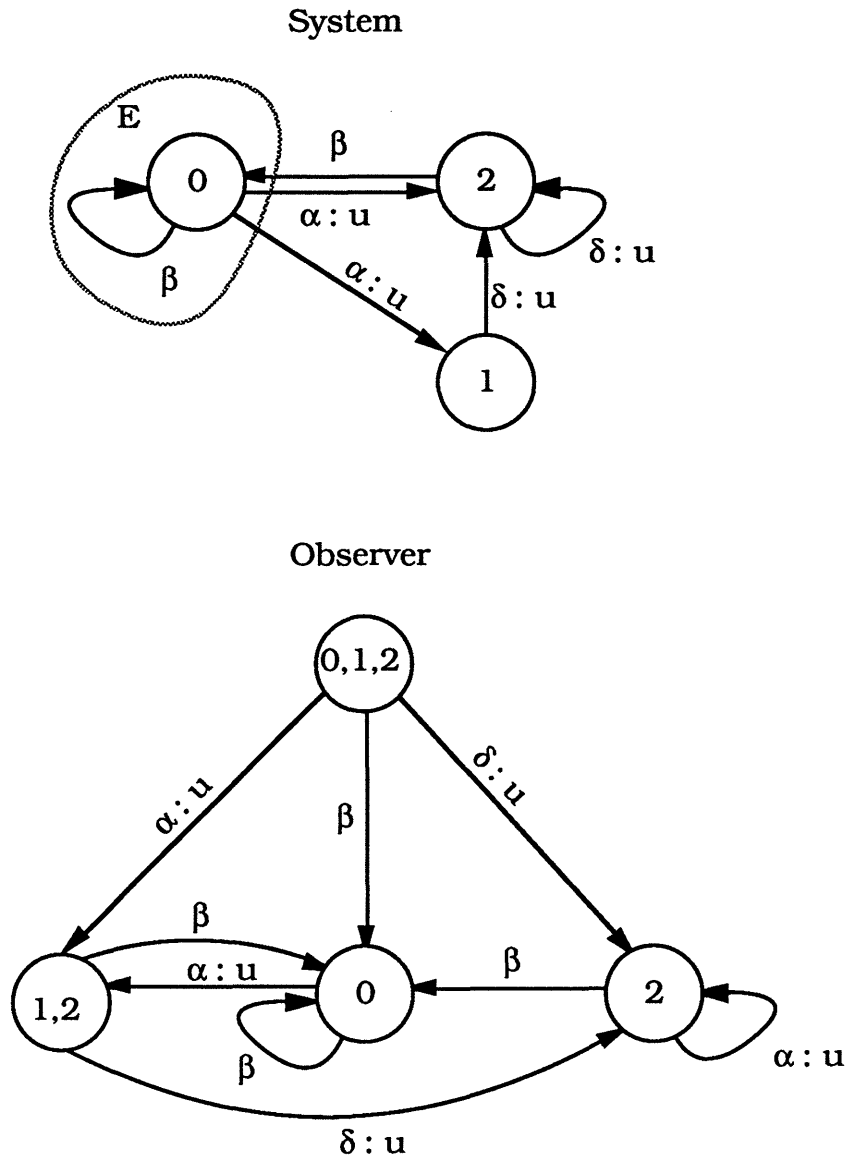 System
E
β
0
2
α : u
δ : u
β
α : u
δ : u
1
Observer
0,1,2
α : u
δ : u
β
β
α : u
β
1,2
0
2
β
α : u
δ : u